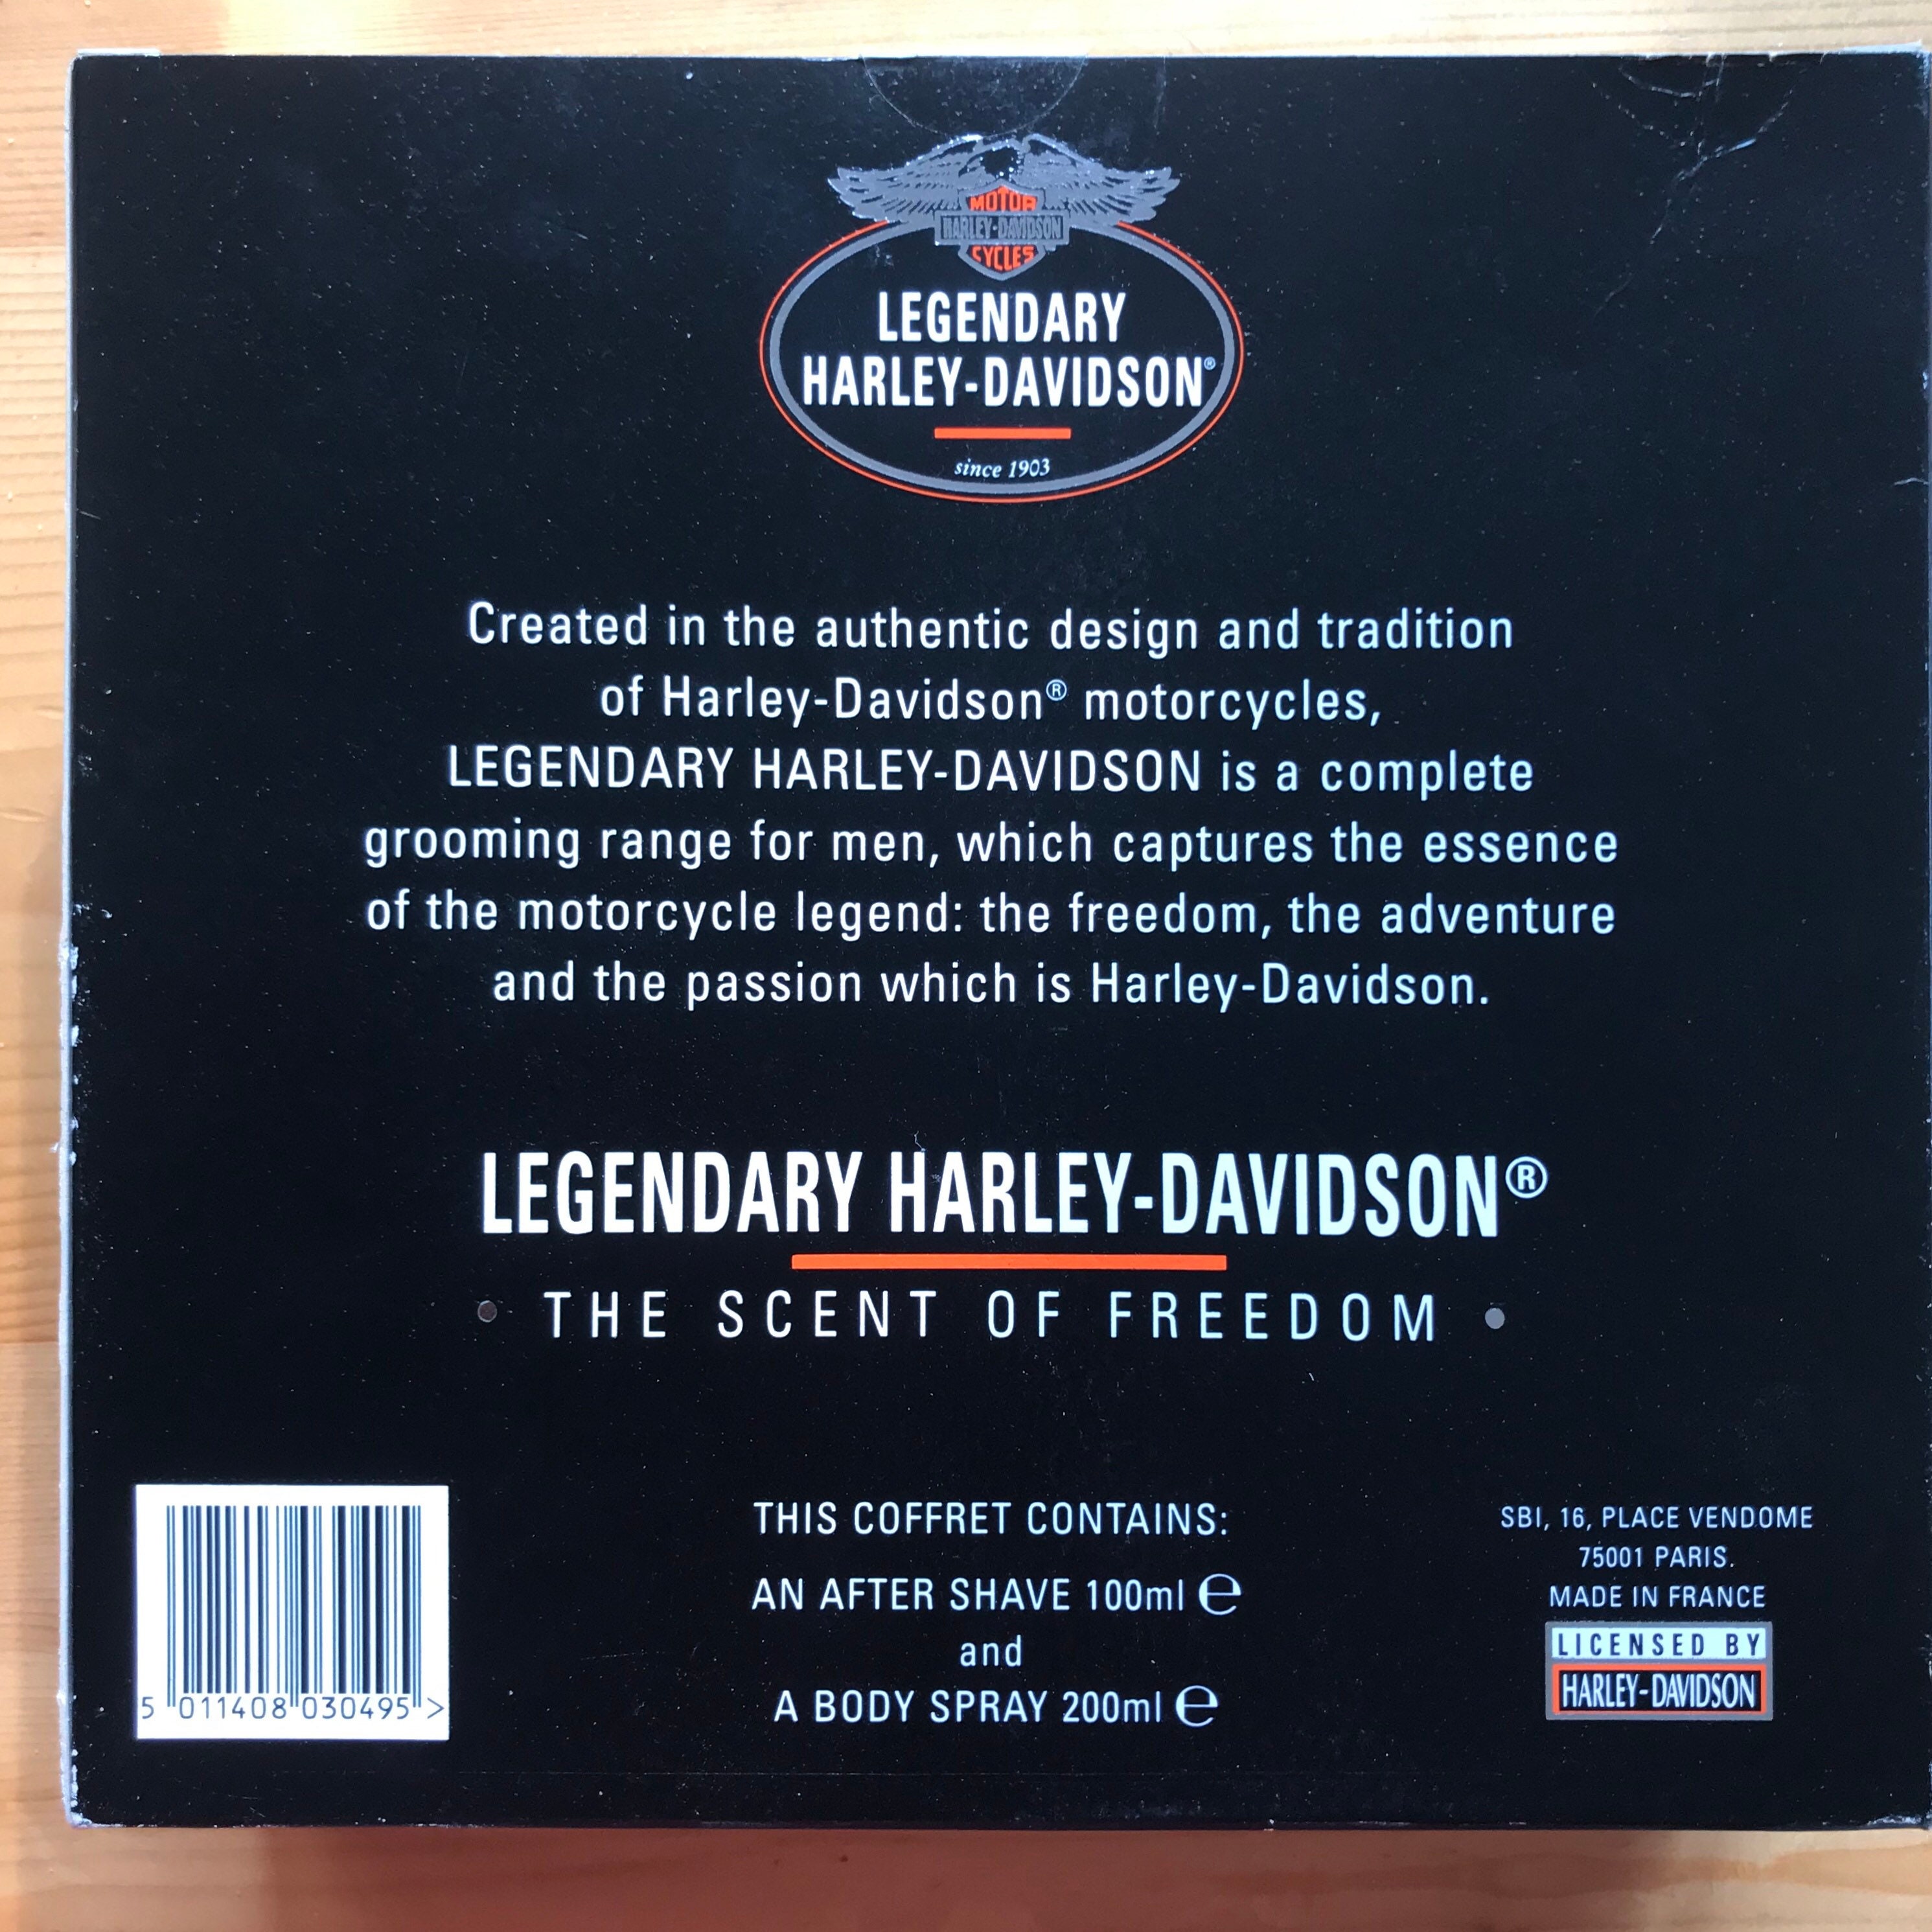 MOTOR
HARLEY-DAVIDSON
CYCLES
LEGENDARY
HARLEY-DAVIDSON®
since 1903
Created in the authentic design and tradition
of Harley-Davidson® motorcycles,
LEGENDARY HARLEY-DAVIDSON is a complete
grooming range for men, which captures the essence
of the motorcycle legend: the freedom, the adventure
and the passion which is Harley-Davidson.
LEGENDARY HARLEY-DAVIDSON®
• THE SCENT OF FREEDOM •
5 011408 030495 >
THIS COFFRET CONTAINS:
AN AFTER SHAVE 100ml ℮
and
A BODY SPRAY 200ml ℮
SBI, 16, PLACE VENDOME
75001 PARIS.
MADE IN FRANCE
LICENSED BY
HARLEY-DAVIDSON